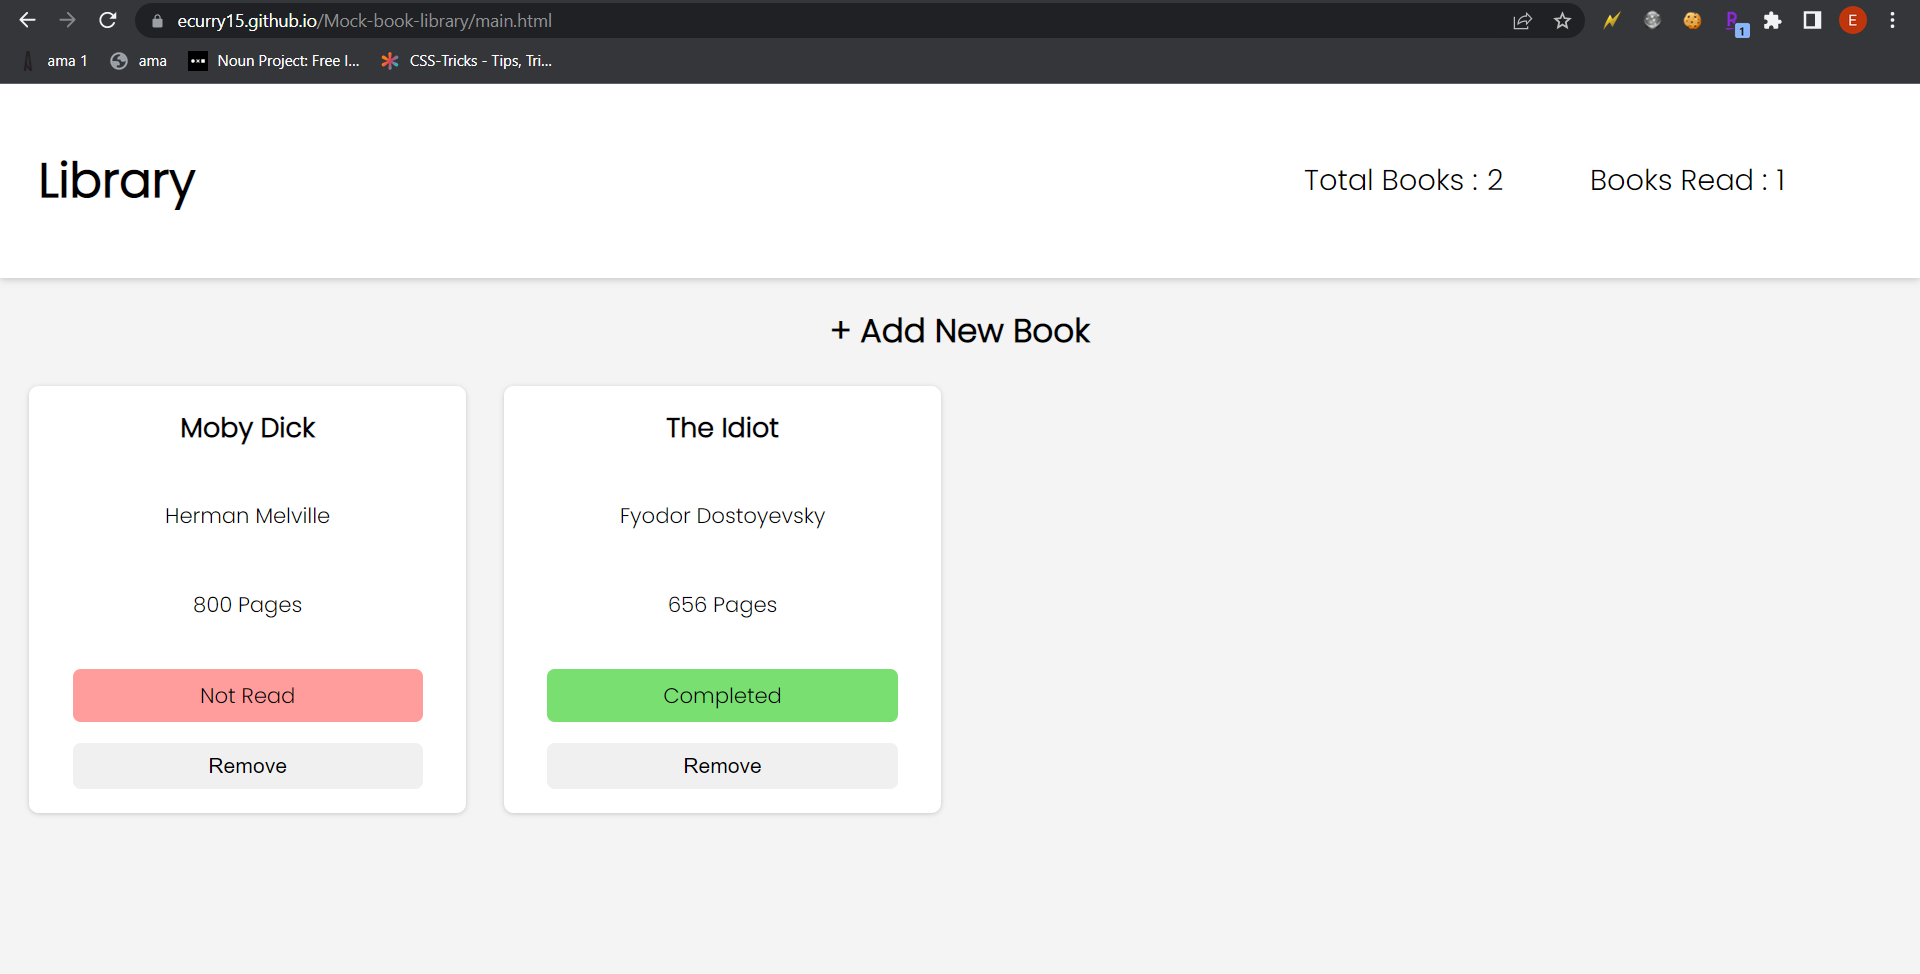 ecurry15.github.io/Mock-book-library/main.html
R 1 E
ama 1 ama Noun Project: Free I... CSS-Tricks - Tips, Tri...
Library
Total Books : 2 Books Read : 1
+ Add New Book
Moby Dick
Herman Melville
800 Pages
Not Read
Remove
The Idiot
Fyodor Dostoyevsky
656 Pages
Completed
Remove